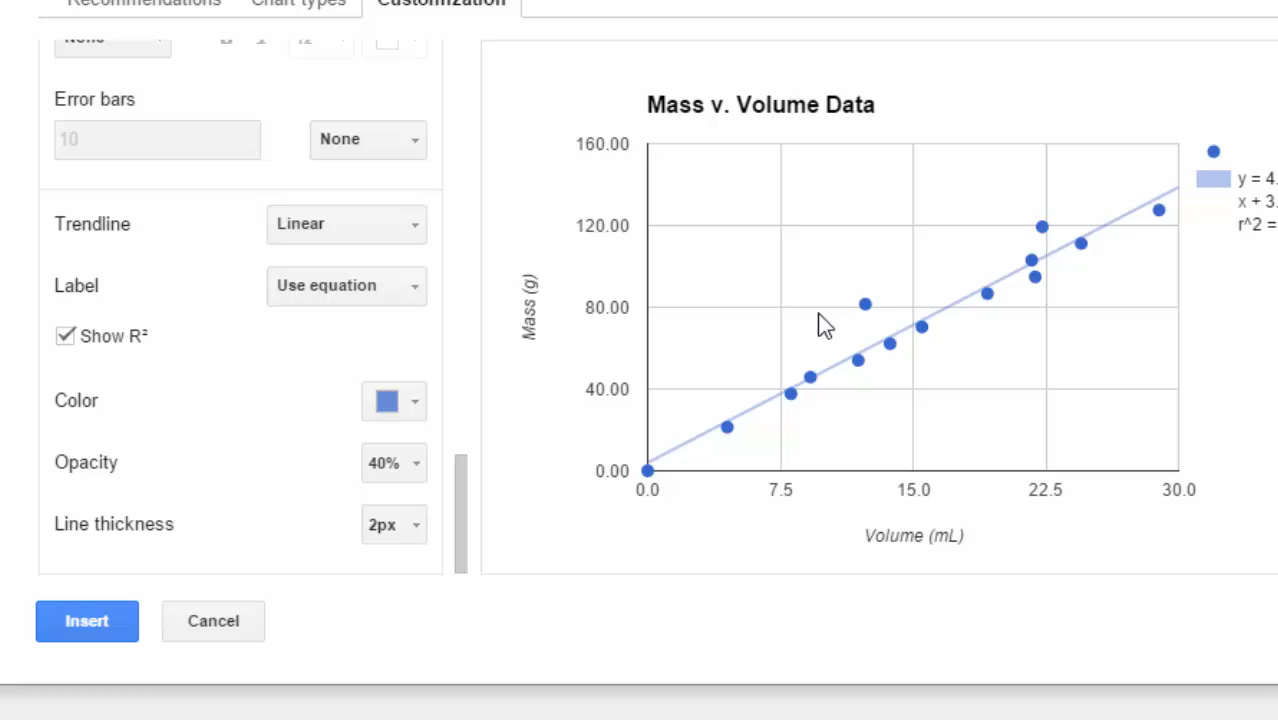 Recommendations Chart types Customization
None
Error bars
10 None
Trendline Linear
Label Use equation
Show R²
Color
Opacity 40%
Line thickness 2px
Insert Cancel
Mass v. Volume Data
160.00
120.00
80.00
40.00
0.00
Mass (g)
0.0 7.5 15.0 22.5 30.0
Volume (mL)
y = 4.
x + 3.
r^2 =